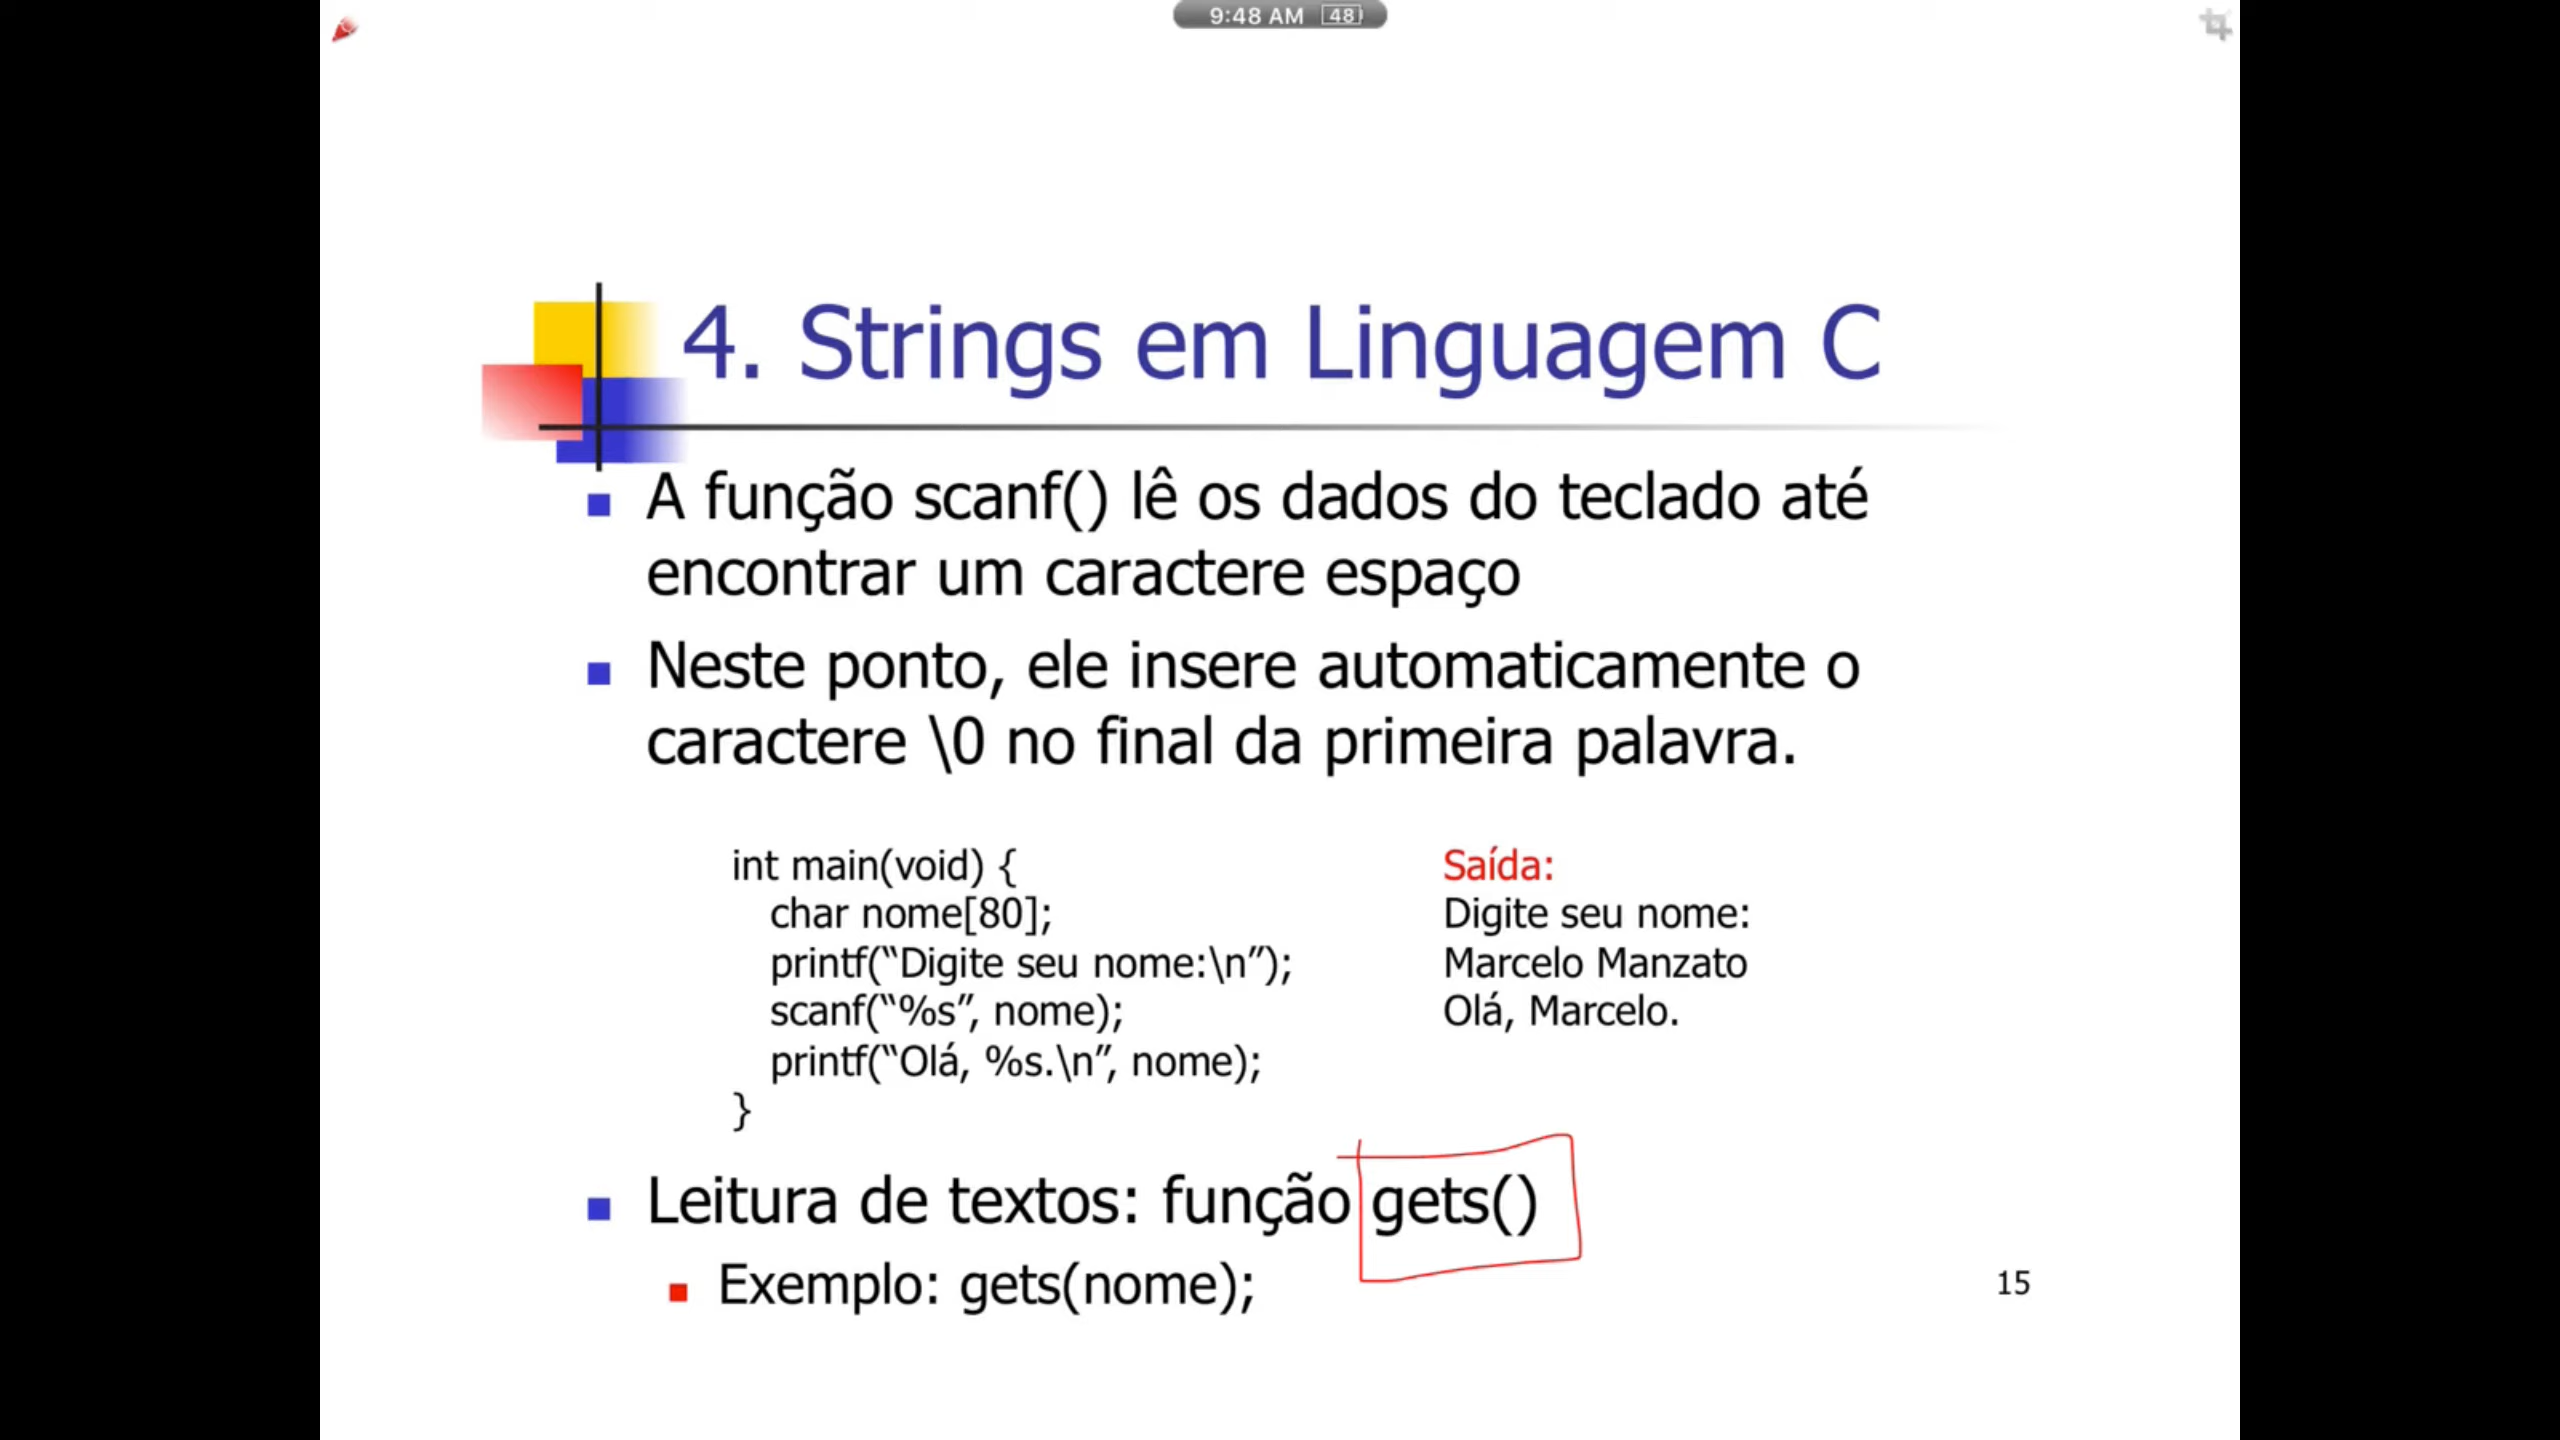 9:48 AM 48
4. Strings em Linguagem C
A função scanf() lê os dados do teclado até
encontrar um caractere espaço
Neste ponto, ele insere automaticamente o
caractere \0 no final da primeira palavra.
int main(void) {
char nome[80];
printf(“Digite seu nome:\n”);
scanf(“%s”, nome);
printf(“Olá, %s.\n”, nome);
}
Saída:
Digite seu nome:
Marcelo Manzato
Olá, Marcelo.
Leitura de textos: função gets()
Exemplo: gets(nome);
15